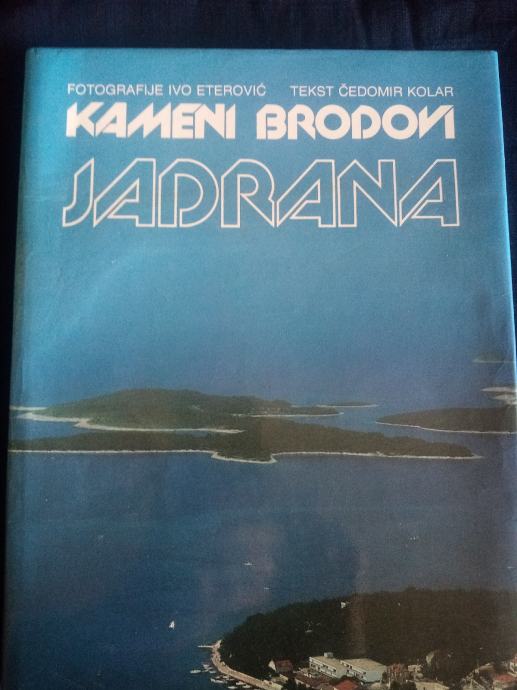 FOTOGRAFIJE IVO ETEROVIĆ TEKST ČEDOMIR KOLAR
KAMENI BRODOVI
JADRANA